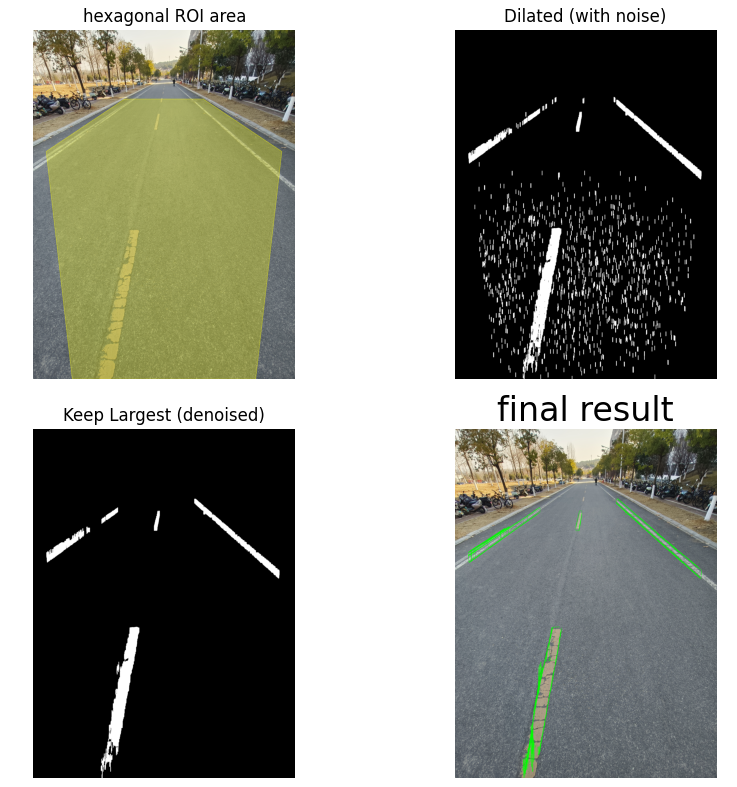 hexagonal ROI area
Dilated (with noise)
Keep Largest (denoised)
final result